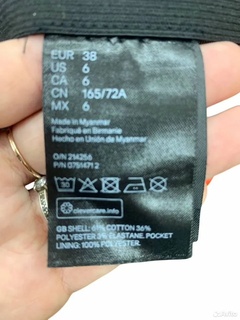 EUR 38
US 6
CA 6
CN 165/72A
MX 6
Made in Myanmar
Fabriqué en Birmanie
Hecho en Unión de Myanmar
O/N 214256
P/N 0751471 2
30
clevercare.info
GB SHELL: 61% COTTON 36%
POLYESTER 3% ELASTANE. POCKET
LINING: 100% POLYESTER.